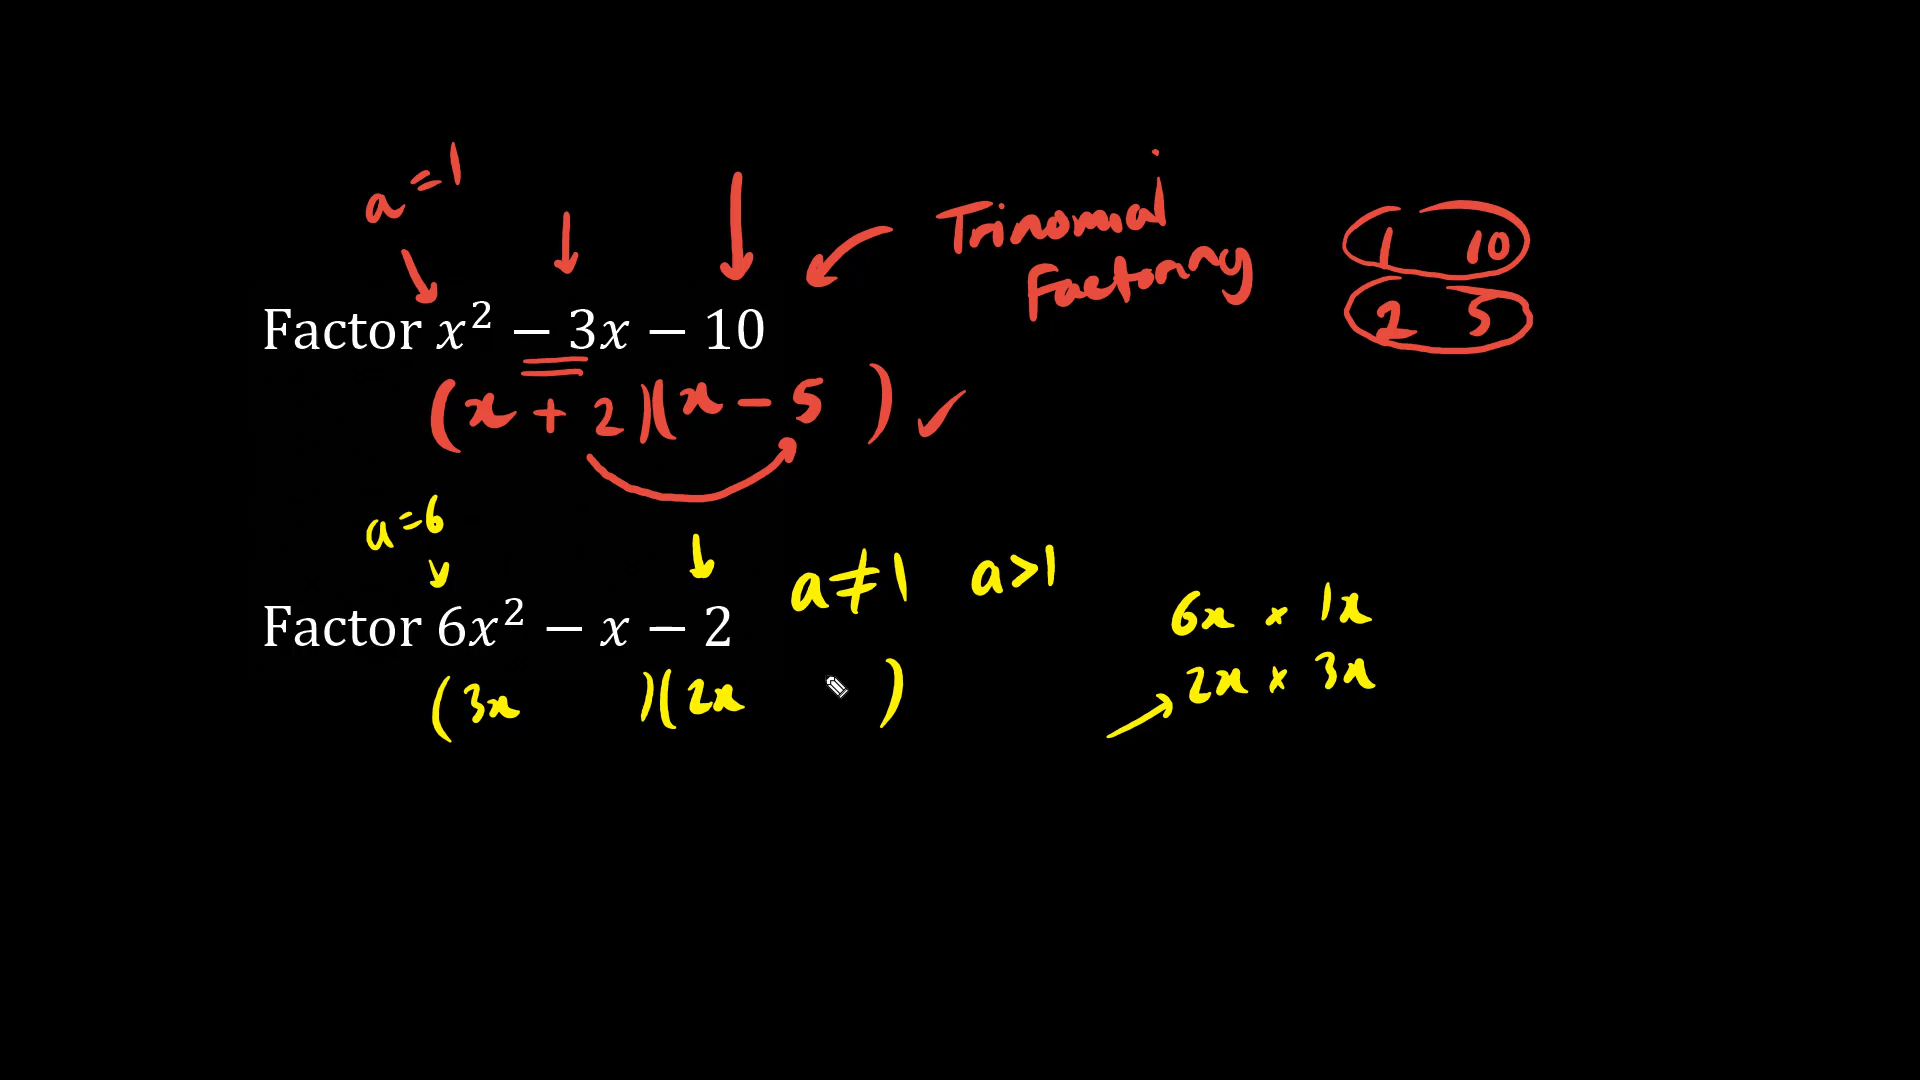 a=1
Trinomial
Factoring
1 10
2 5
Factor x² − 3x − 10
(x + 2)(x − 5 ) ✓
a=6
a≠1 a>1
Factor 6x² − x − 2
6x × 1x
2x × 3x
(3x )(2x )